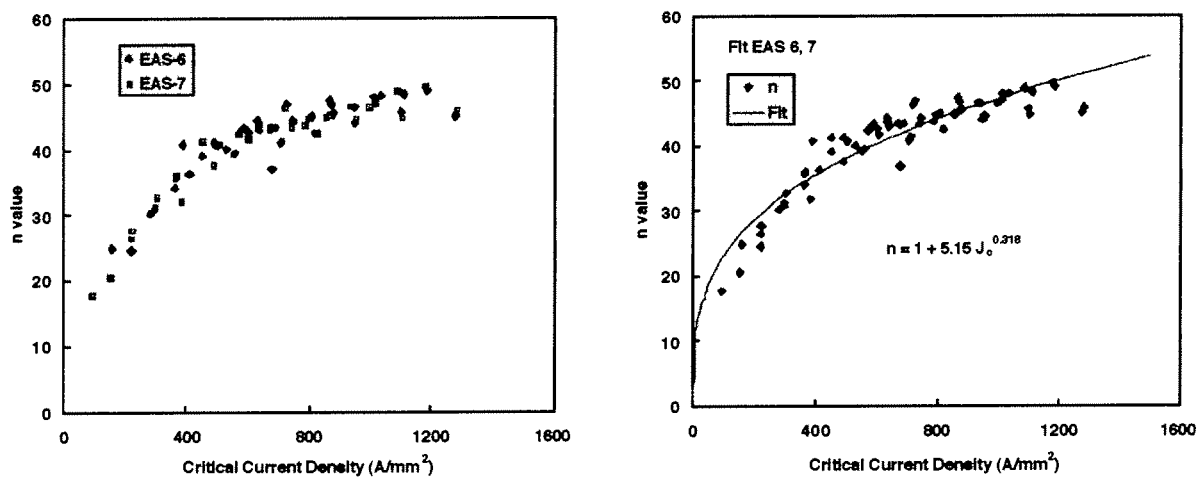 60
50
40
30
20
10
0
n value
EAS-6
EAS-7
0 400 800 1200 1600
Critical Current Density (A/mm²)
60
50
40
30
20
10
0
n value
Fit EAS 6, 7
n
Fit
n = 1 + 5.15 J_c^0.318
0 400 800 1200 1600
Critical Current Density (A/mm²)